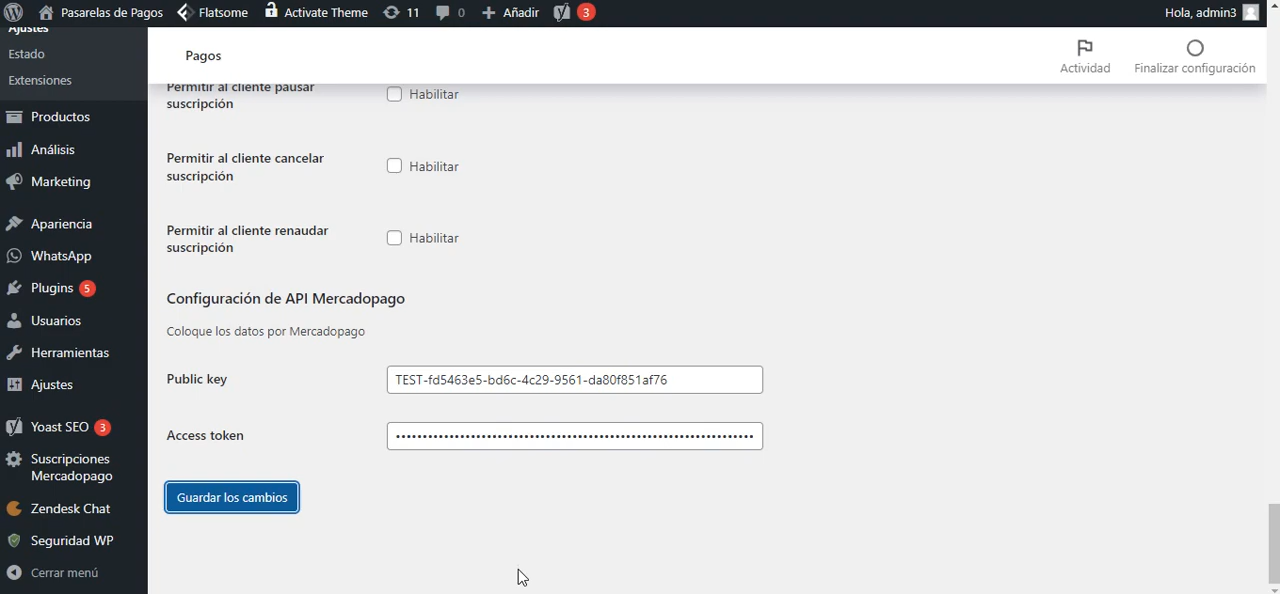 Pasarelas de Pagos Flatsome Activate Theme 11 0 Añadir 3 Hola, admin3
Ajustes
Estado
Extensiones
Productos
Análisis
Marketing
Apariencia
WhatsApp
Plugins 5
Usuarios
Herramientas
Ajustes
Yoast SEO 3
Suscripciones
Mercadopago
Zendesk Chat
Seguridad WP
Cerrar menú
Pagos
Actividad
Finalizar configuración
Permitir al cliente pausar
suscripción
Habilitar
Permitir al cliente cancelar
suscripción
Habilitar
Permitir al cliente renaudar
suscripción
Habilitar
Configuración de API Mercadopago
Coloque los datos por Mercadopago
Public key
TEST-fd5463e5-bd6c-4c29-9561-da80f851af76
Access token
Guardar los cambios